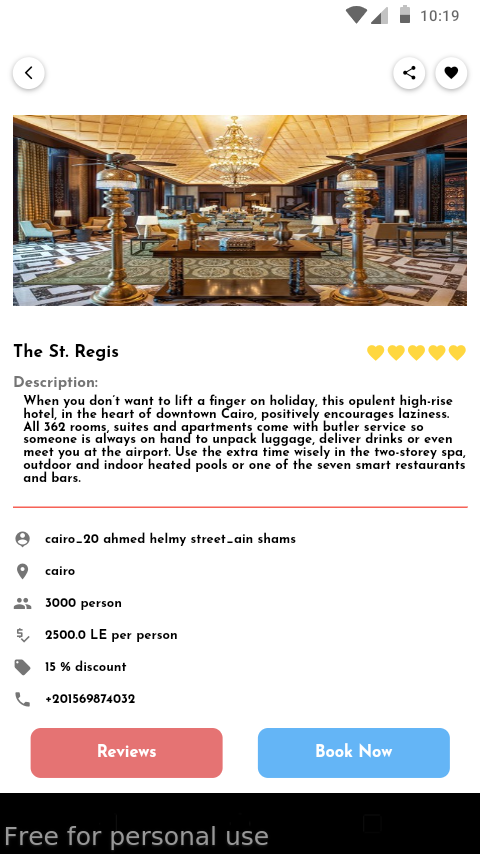 10:19
The St. Regis
Description:
When you don't want to lift a finger on holiday, this opulent high-rise
hotel, in the heart of downtown Cairo, positively encourages laziness.
All 362 rooms, suites and apartments come with butler service so
someone is always on hand to unpack luggage, deliver drinks or even
meet you at the airport. Use the extra time wisely in the two-storey spa,
outdoor and indoor heated pools or one of the seven smart restaurants
and bars.
cairo_20 ahmed helmy street_ain shams
cairo
3000 person
2500.0 LE per person
15 % discount
+201569874032
Reviews
Book Now
Free for personal use